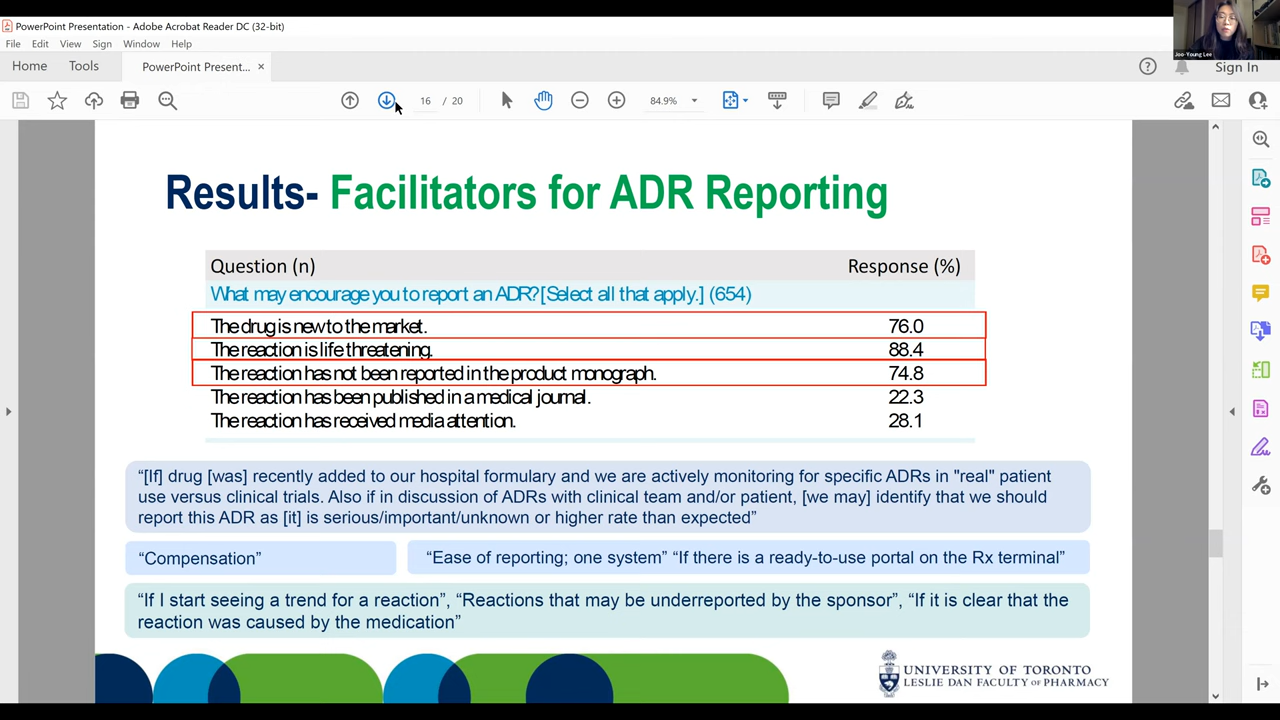 PowerPoint Presentation - Adobe Acrobat Reader DC (32-bit)
File Edit View Sign Window Help
Home Tools PowerPoint Present... × Sign In
16 / 20 84.9%
Joo-Young Lee
Results- Facilitators for ADR Reporting
Question (n) Response (%)
What may encourage you to report an ADR? [Select all that apply.] (654)
The drug is new to the market. 76.0
The reaction is life threatening. 88.4
The reaction has not been reported in the product monograph. 74.8
The reaction has been published in a medical journal. 22.3
The reaction has received media attention. 28.1
“[If] drug [was] recently added to our hospital formulary and we are actively monitoring for specific ADRs in "real" patient
use versus clinical trials. Also if in discussion of ADRs with clinical team and/or patient, [we may] identify that we should
report this ADR as [it] is serious/important/unknown or higher rate than expected”
“Compensation”
“Ease of reporting; one system” “If there is a ready-to-use portal on the Rx terminal”
“If I start seeing a trend for a reaction”, “Reactions that may be underreported by the sponsor”, “If it is clear that the
reaction was caused by the medication”
UNIVERSITY OF TORONTO
LESLIE DAN FACULTY OF PHARMACY